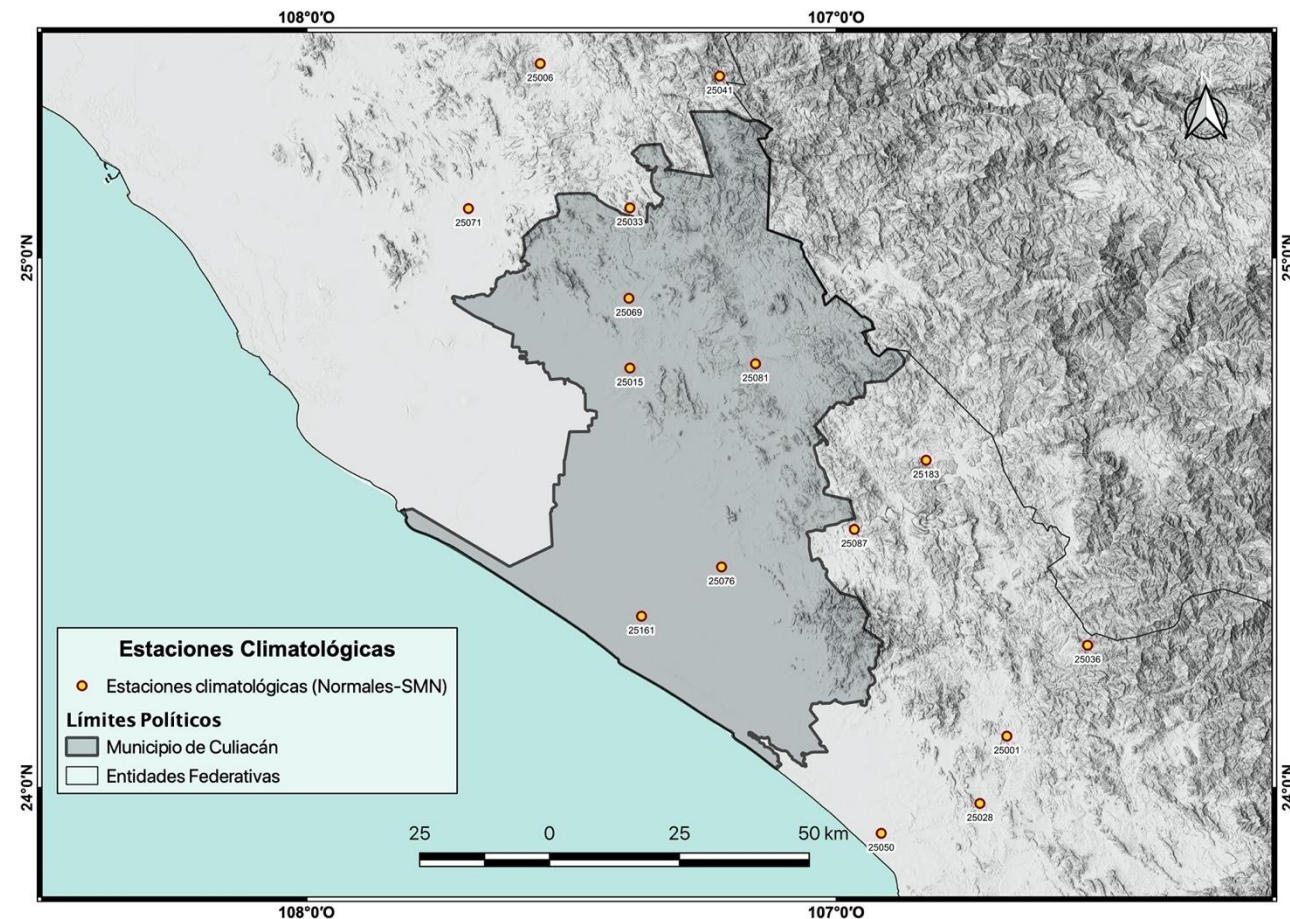 108°0'O
107°0'O
25006
25041
25071
25033
25°0'N
25°0'N
25069
25015
25081
25183
25087
25076
25161
25036
Estaciones Climatológicas
Estaciones climatológicas (Normales-SMN)
Límites Políticos
Municipio de Culiacán
Entidades Federativas
25001
24°0'N
24°0'N
25028
25 0 25 50 km
25050
108°0'O
107°0'O